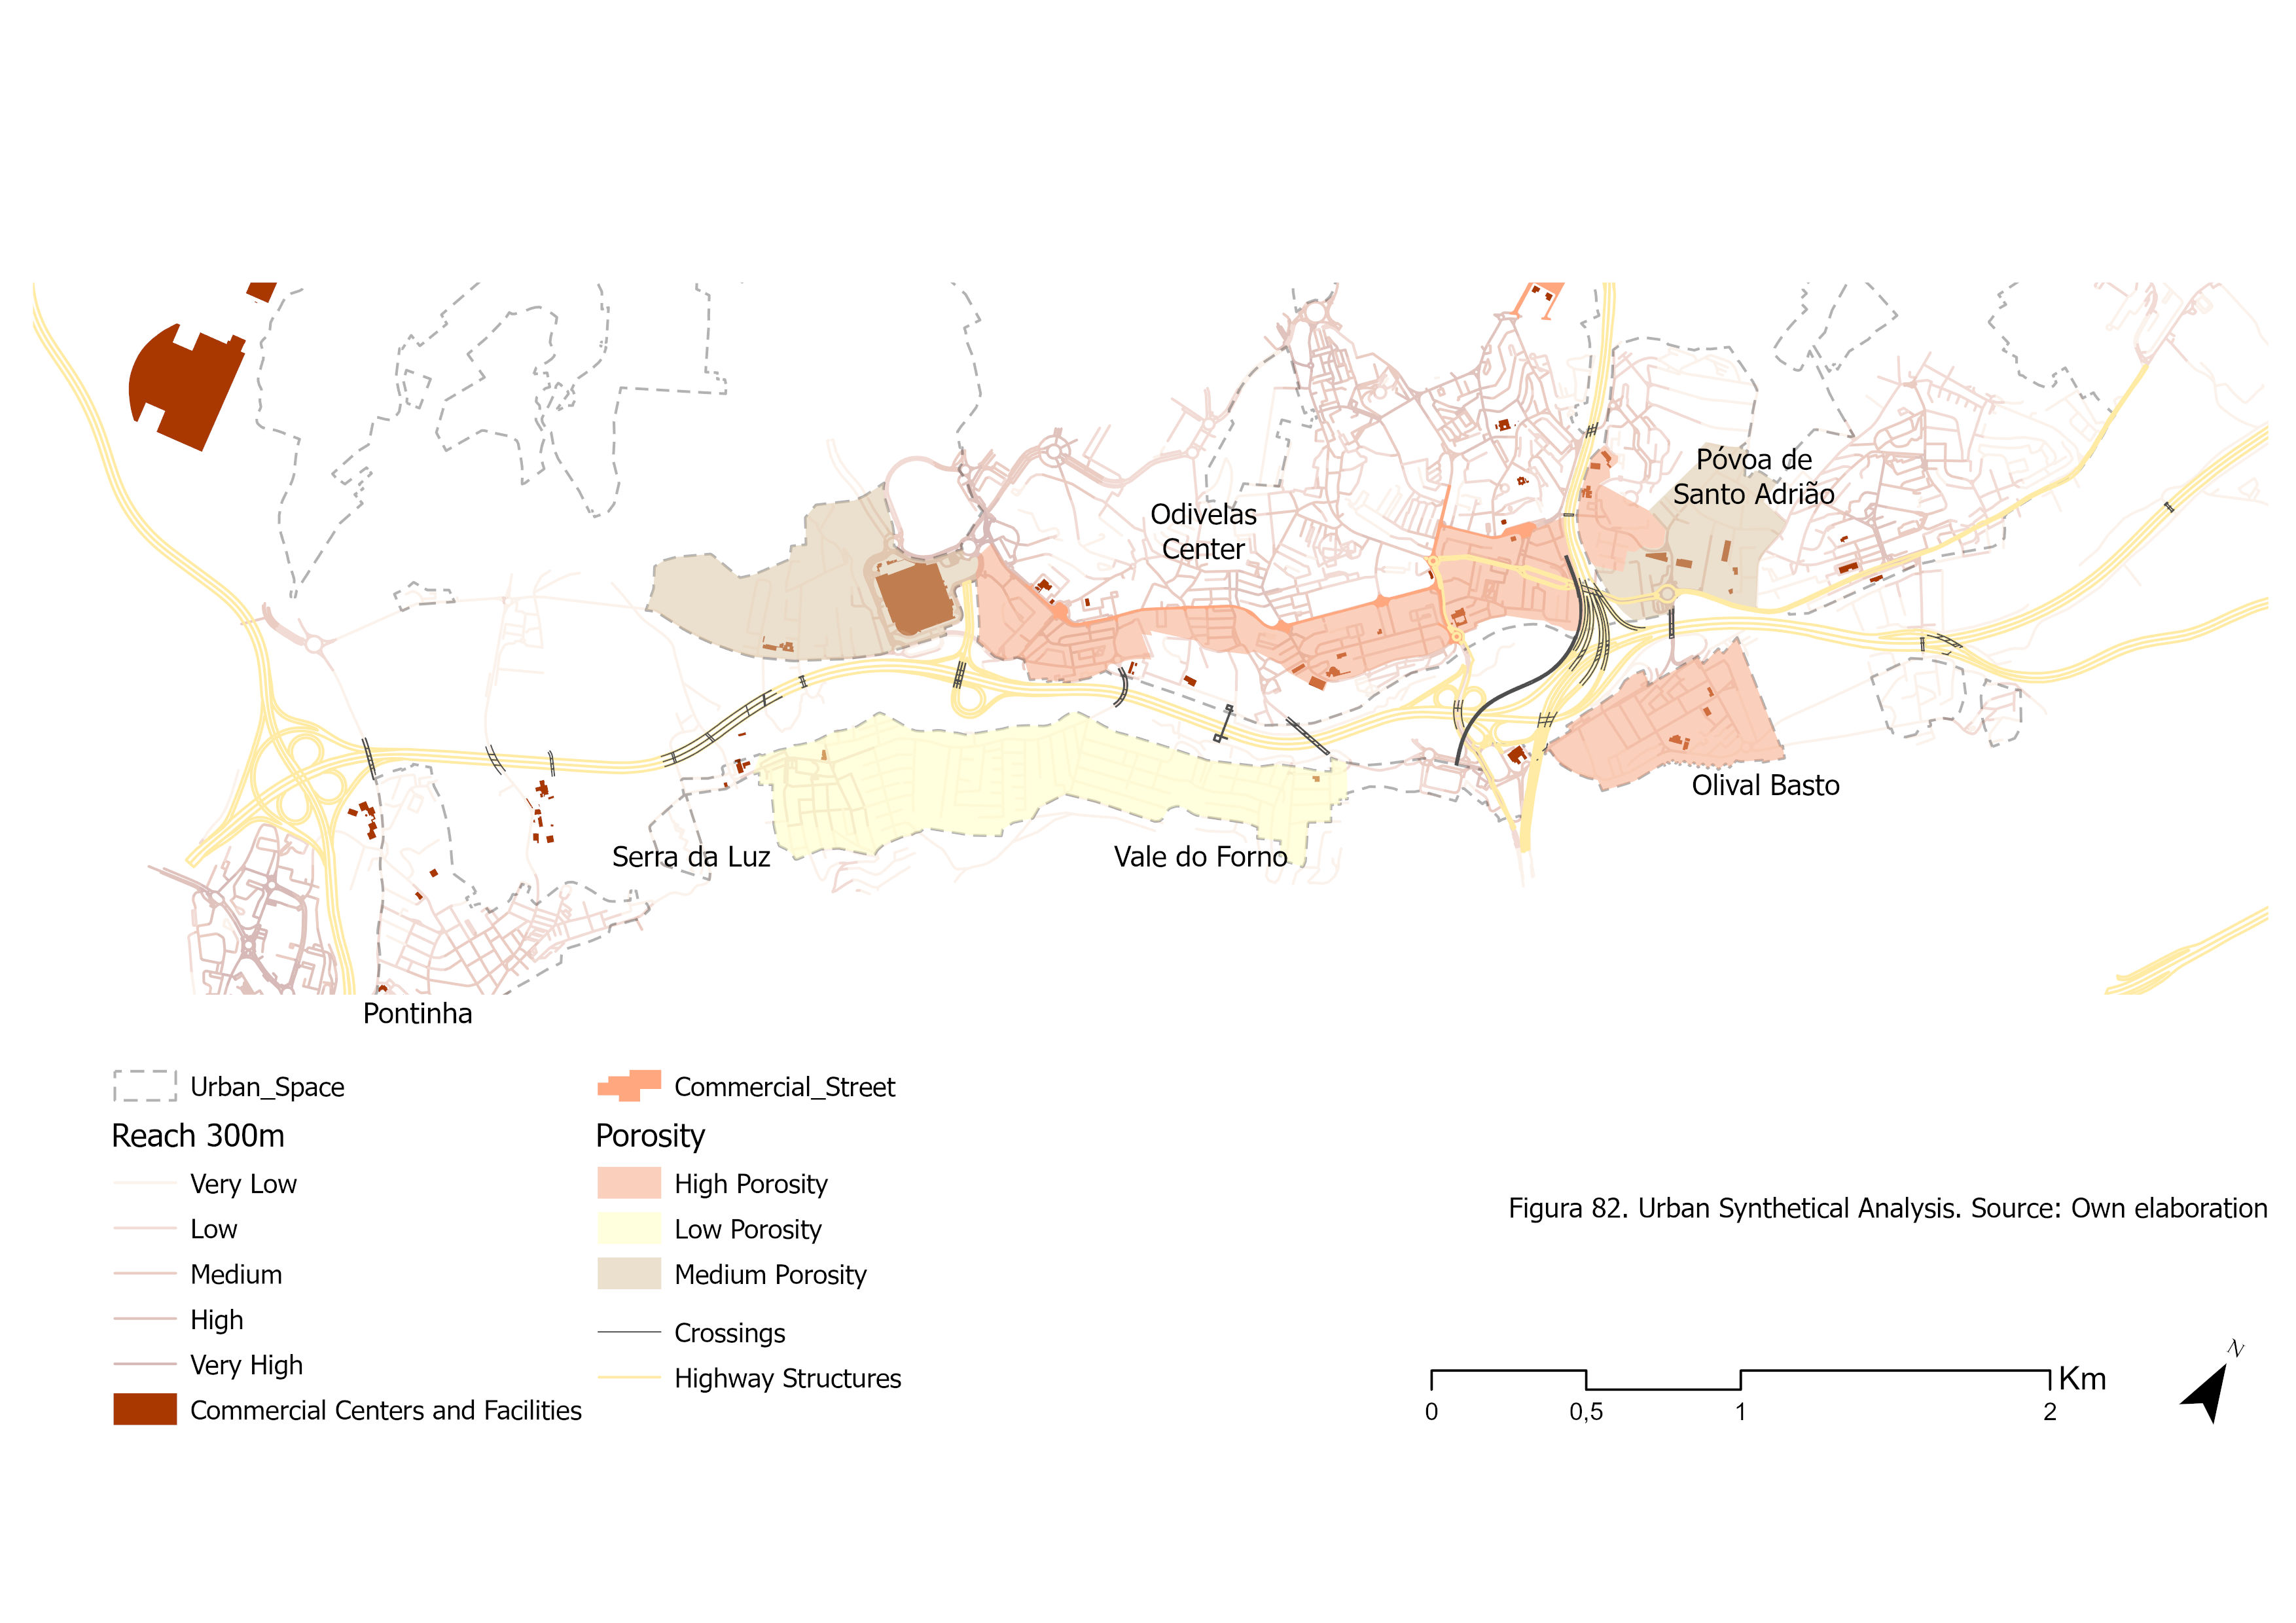 Póvoa de
Santo Adrião
Odivelas
Center
Olival Basto
Serra da Luz
Vale do Forno
Pontinha
Urban_Space
Reach 300m
Very Low
Low
Medium
High
Very High
Commercial Centers and Facilities
Commercial_Street
Porosity
High Porosity
Low Porosity
Medium Porosity
Crossings
Highway Structures
Figura 82. Urban Synthetical Analysis. Source: Own elaboration
N
Km
0 0,5 1 2